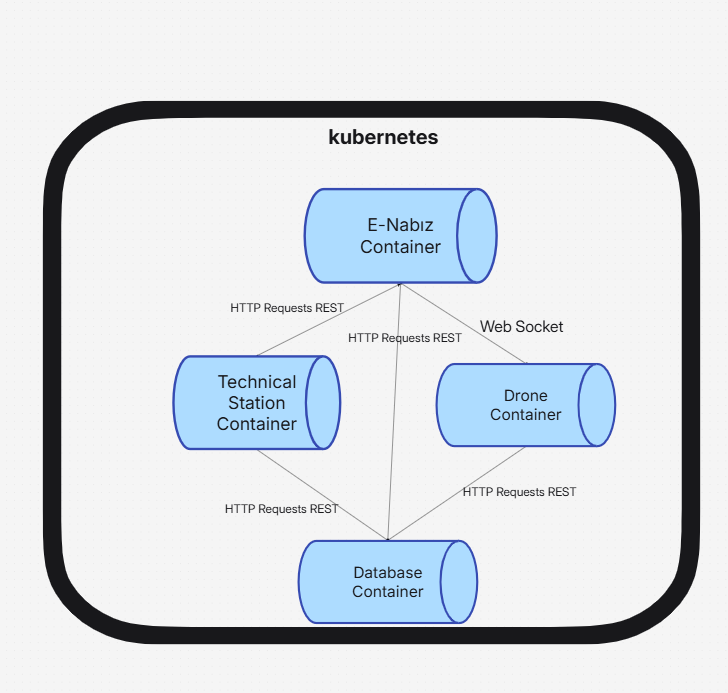 kubernetes
E-Nabız
Container
HTTP Requests REST
Web Socket
HTTP Requests REST
Technical
Station
Container
Drone
Container
HTTP Requests REST
HTTP Requests REST
Database
Container